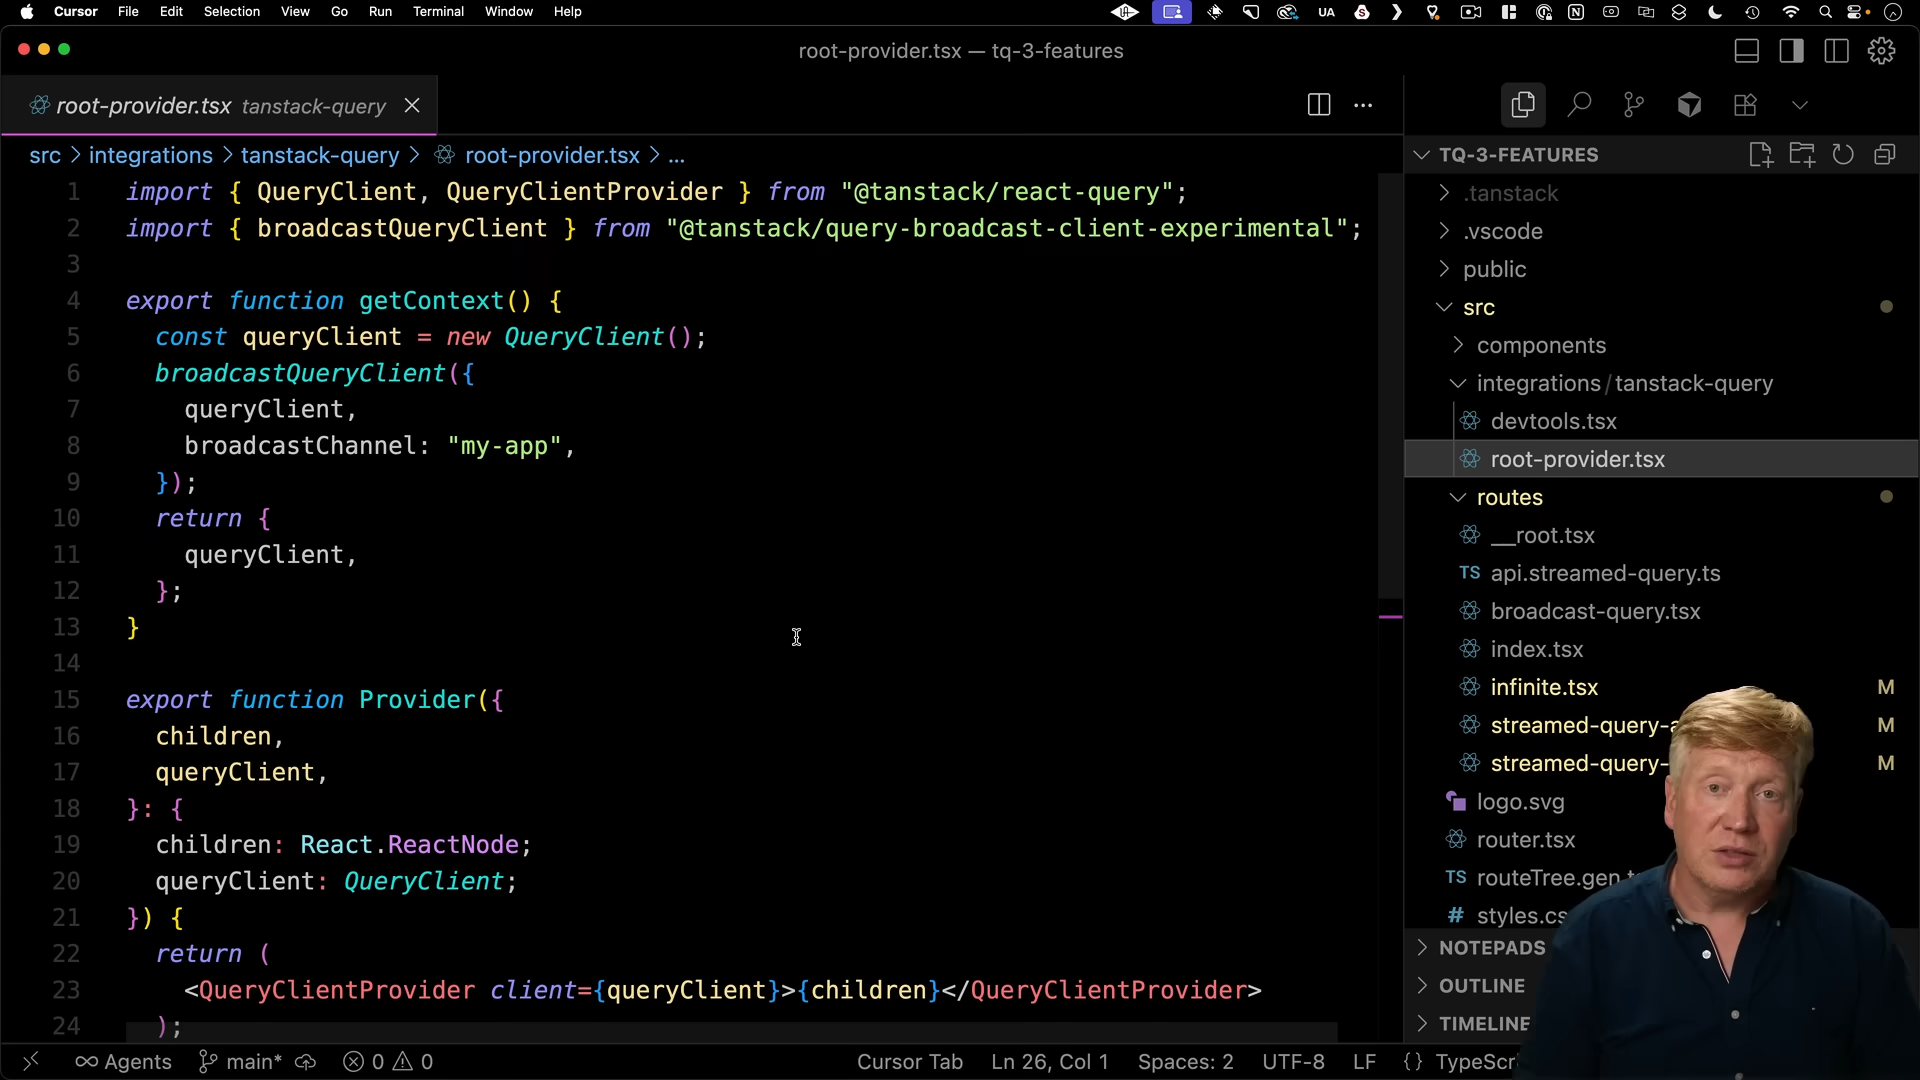 Cursor File Edit Selection View Go Run Terminal Window Help UA
root-provider.tsx — tq-3-features
root-provider.tsx tanstack-query
src > integrations > tanstack-query > root-provider.tsx > ...
1 import { QueryClient, QueryClientProvider } from "@tanstack/react-query";
2 import { broadcastQueryClient } from "@tanstack/query-broadcast-client-experimental";
3
4 export function getContext() {
5 const queryClient = new QueryClient();
6 broadcastQueryClient({
7 queryClient,
8 broadcastChannel: "my-app",
9 });
10 return {
11 queryClient,
12 };
13 }
14
15 export function Provider({
16 children,
17 queryClient,
18 }: {
19 children: React.ReactNode;
20 queryClient: QueryClient;
21 }) {
22 return (
23 <QueryClientProvider client={queryClient}>{children}</QueryClientProvider>
24 );
TQ-3-FEATURES
.tanstack
.vscode
public
src
components
integrations/tanstack-query
devtools.tsx
root-provider.tsx
routes
__root.tsx
TS api.streamed-query.ts
broadcast-query.tsx
index.tsx
infinite.tsx M
streamed-query-a M
streamed-query- M
logo.svg
router.tsx
TS routeTree.gen.t
# styles.cs
NOTEPADS
OUTLINE
TIMELINE
Agents main* 0 0 Cursor Tab Ln 26, Col 1 Spaces: 2 UTF-8 LF {} TypeScri